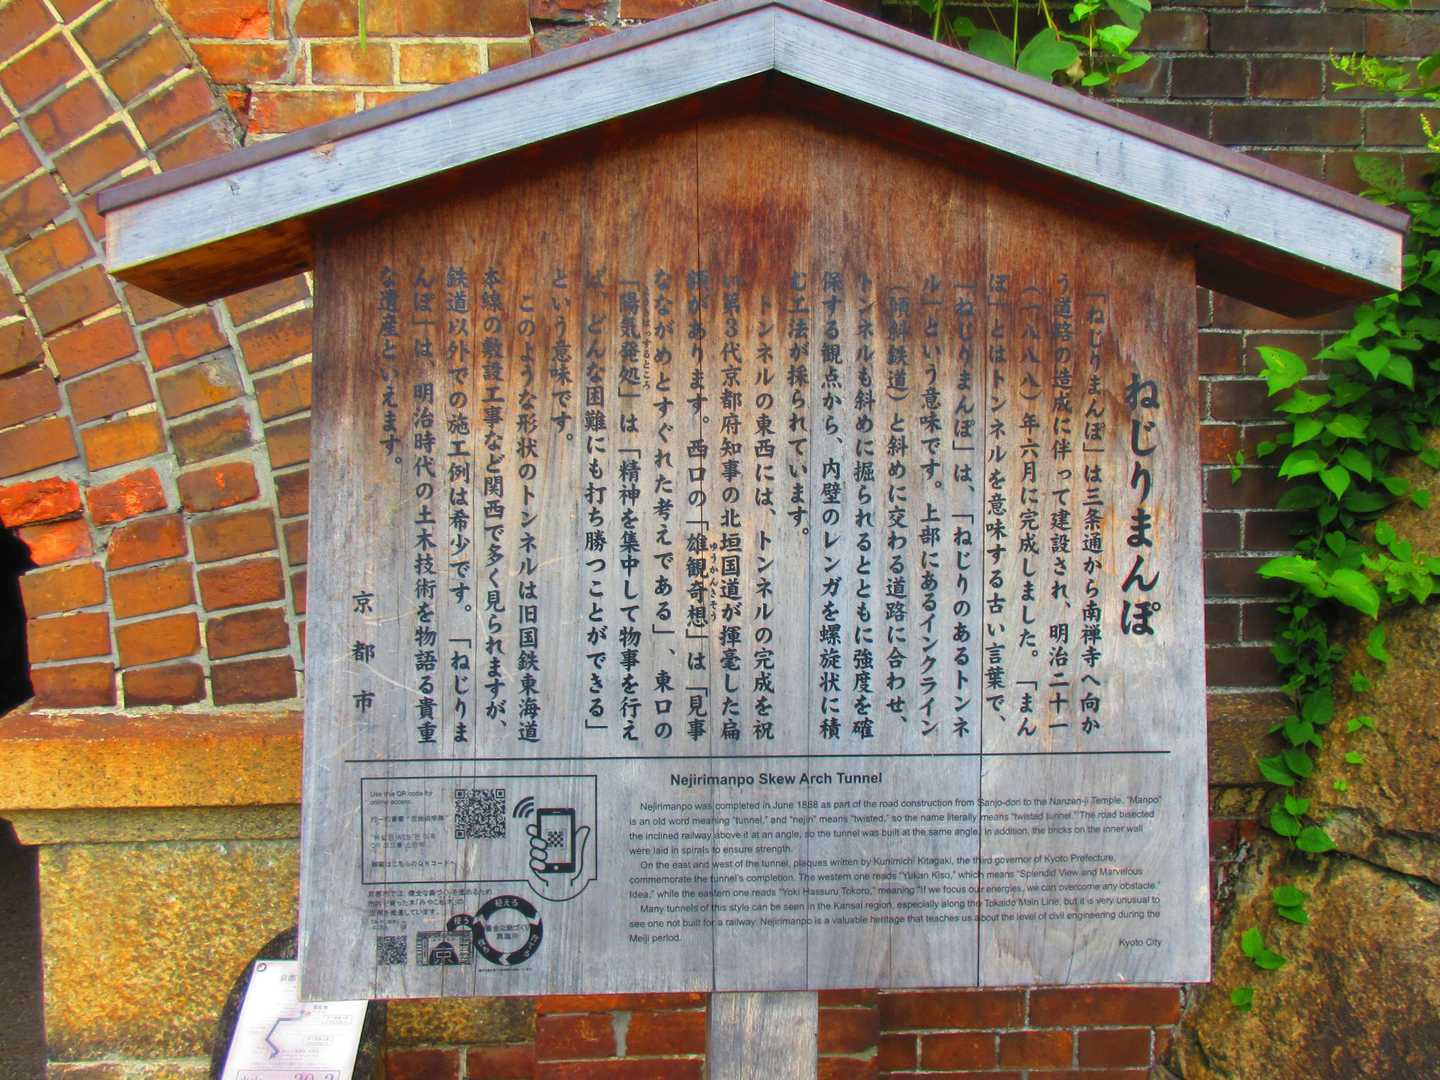 ねじりまんぽ
「ねじりまんぽ」は三条通から南禅寺へ向か
う道路の造成に伴って建設され、明治二十一
（一八八八）年六月に完成しました。「まん
ぽ」とはトンネルを意味する古い言葉で、
「ねじりまんぽ」は、「ねじりのあるトンネ
ル」という意味です。上部にあるインクライン
（傾斜鉄道）と斜めに交わる道路に合わせ、
トンネルも斜めに掘られるとともに強度を確
保する観点から、内壁のレンガを螺旋状に積
む工法が採られています。
トンネルの東西には、トンネルの完成を祝
い第３代京都府知事の北垣国道が揮毫した扁
額があります。西口の「雄観奇想」は「見事
ゆうかんきそう
なながめとすぐれた考えである」、東口の
「陽気発処」は「精神を集中して物事を行え
するところ
ば、どんな困難にも打ち勝つことができる」
という意味です。
このような形状のトンネルは旧国鉄東海道
本線の敷設工事など関西で多く見られますが、
鉄道以外での施工例は希少です。「ねじりま
んぽ」は、明治時代の土木技術を物語る貴重
な遺産といえます。
京都市
Nejirimanpo Skew Arch Tunnel
Nejirimanpo was completed in June 1888 as part of the road construction from Sanjo-dori to the Nanzen-ji Temple. "Manpo"
is an old word meaning "tunnel," and "nejiri" means "twisted," so the name literally means "twisted tunnel." The road bisected
the inclined railway above it at an angle, so the tunnel was built at the same angle. In addition, the bricks on the inner wall
were laid in spirals to ensure strength.
On the east and west of the tunnel, plaques written by Kunimichi Kitagaki, the third governor of Kyoto Prefecture,
commemorate the tunnel's completion. The western one reads "Yukan Kiso," which means "Splendid View and Marvelous
Idea," while the eastern one reads "Yoki Hassuru Tokoro," meaning "If we focus our energies, we can overcome any obstacle."
Many tunnels of this style can be seen in the Kansai region, especially along the Tokaido Main Line, but it is very unusual to
see one not built for a railway. Nejirimanpo is a valuable heritage that teaches us about the level of civil engineering during the
Meiji period.
Kyoto City
Use this QR code for
online access.